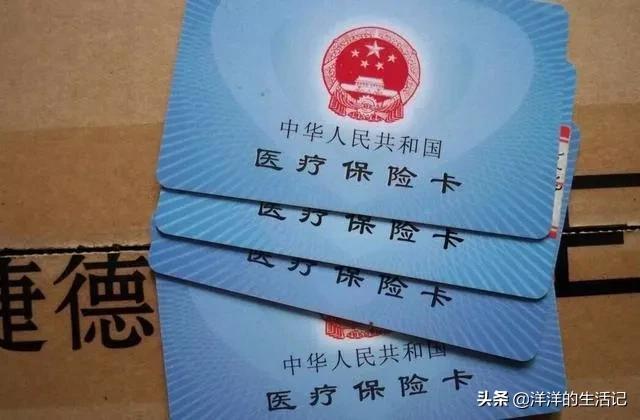 中华人民共和国
医疗保险卡
医疗保险卡
医疗保险卡
中华人民共和国
医疗保险卡
捷德
头条 @洋洋的生活记